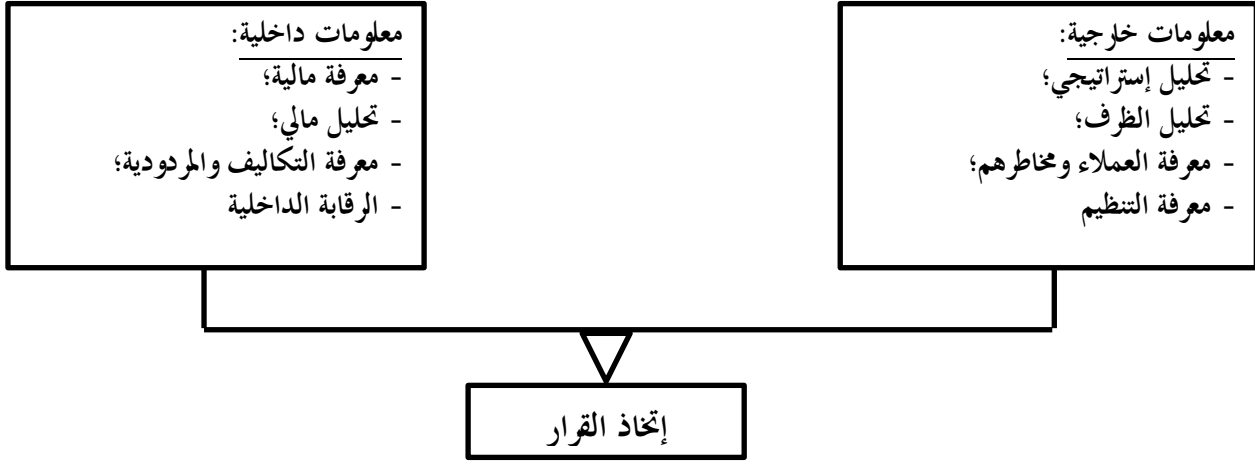 معلومات خارجية:
- تحليل إستراتيجي؛
- تحليل الظرف؛
- معرفة العملاء ومخاطرهم؛
- معرفة التنظيم
معلومات داخلية:
- معرفة مالية؛
- تحليل مالي؛
- معرفة التكاليف والمردودية؛
- الرقابة الداخلية
إتخاذ القرار